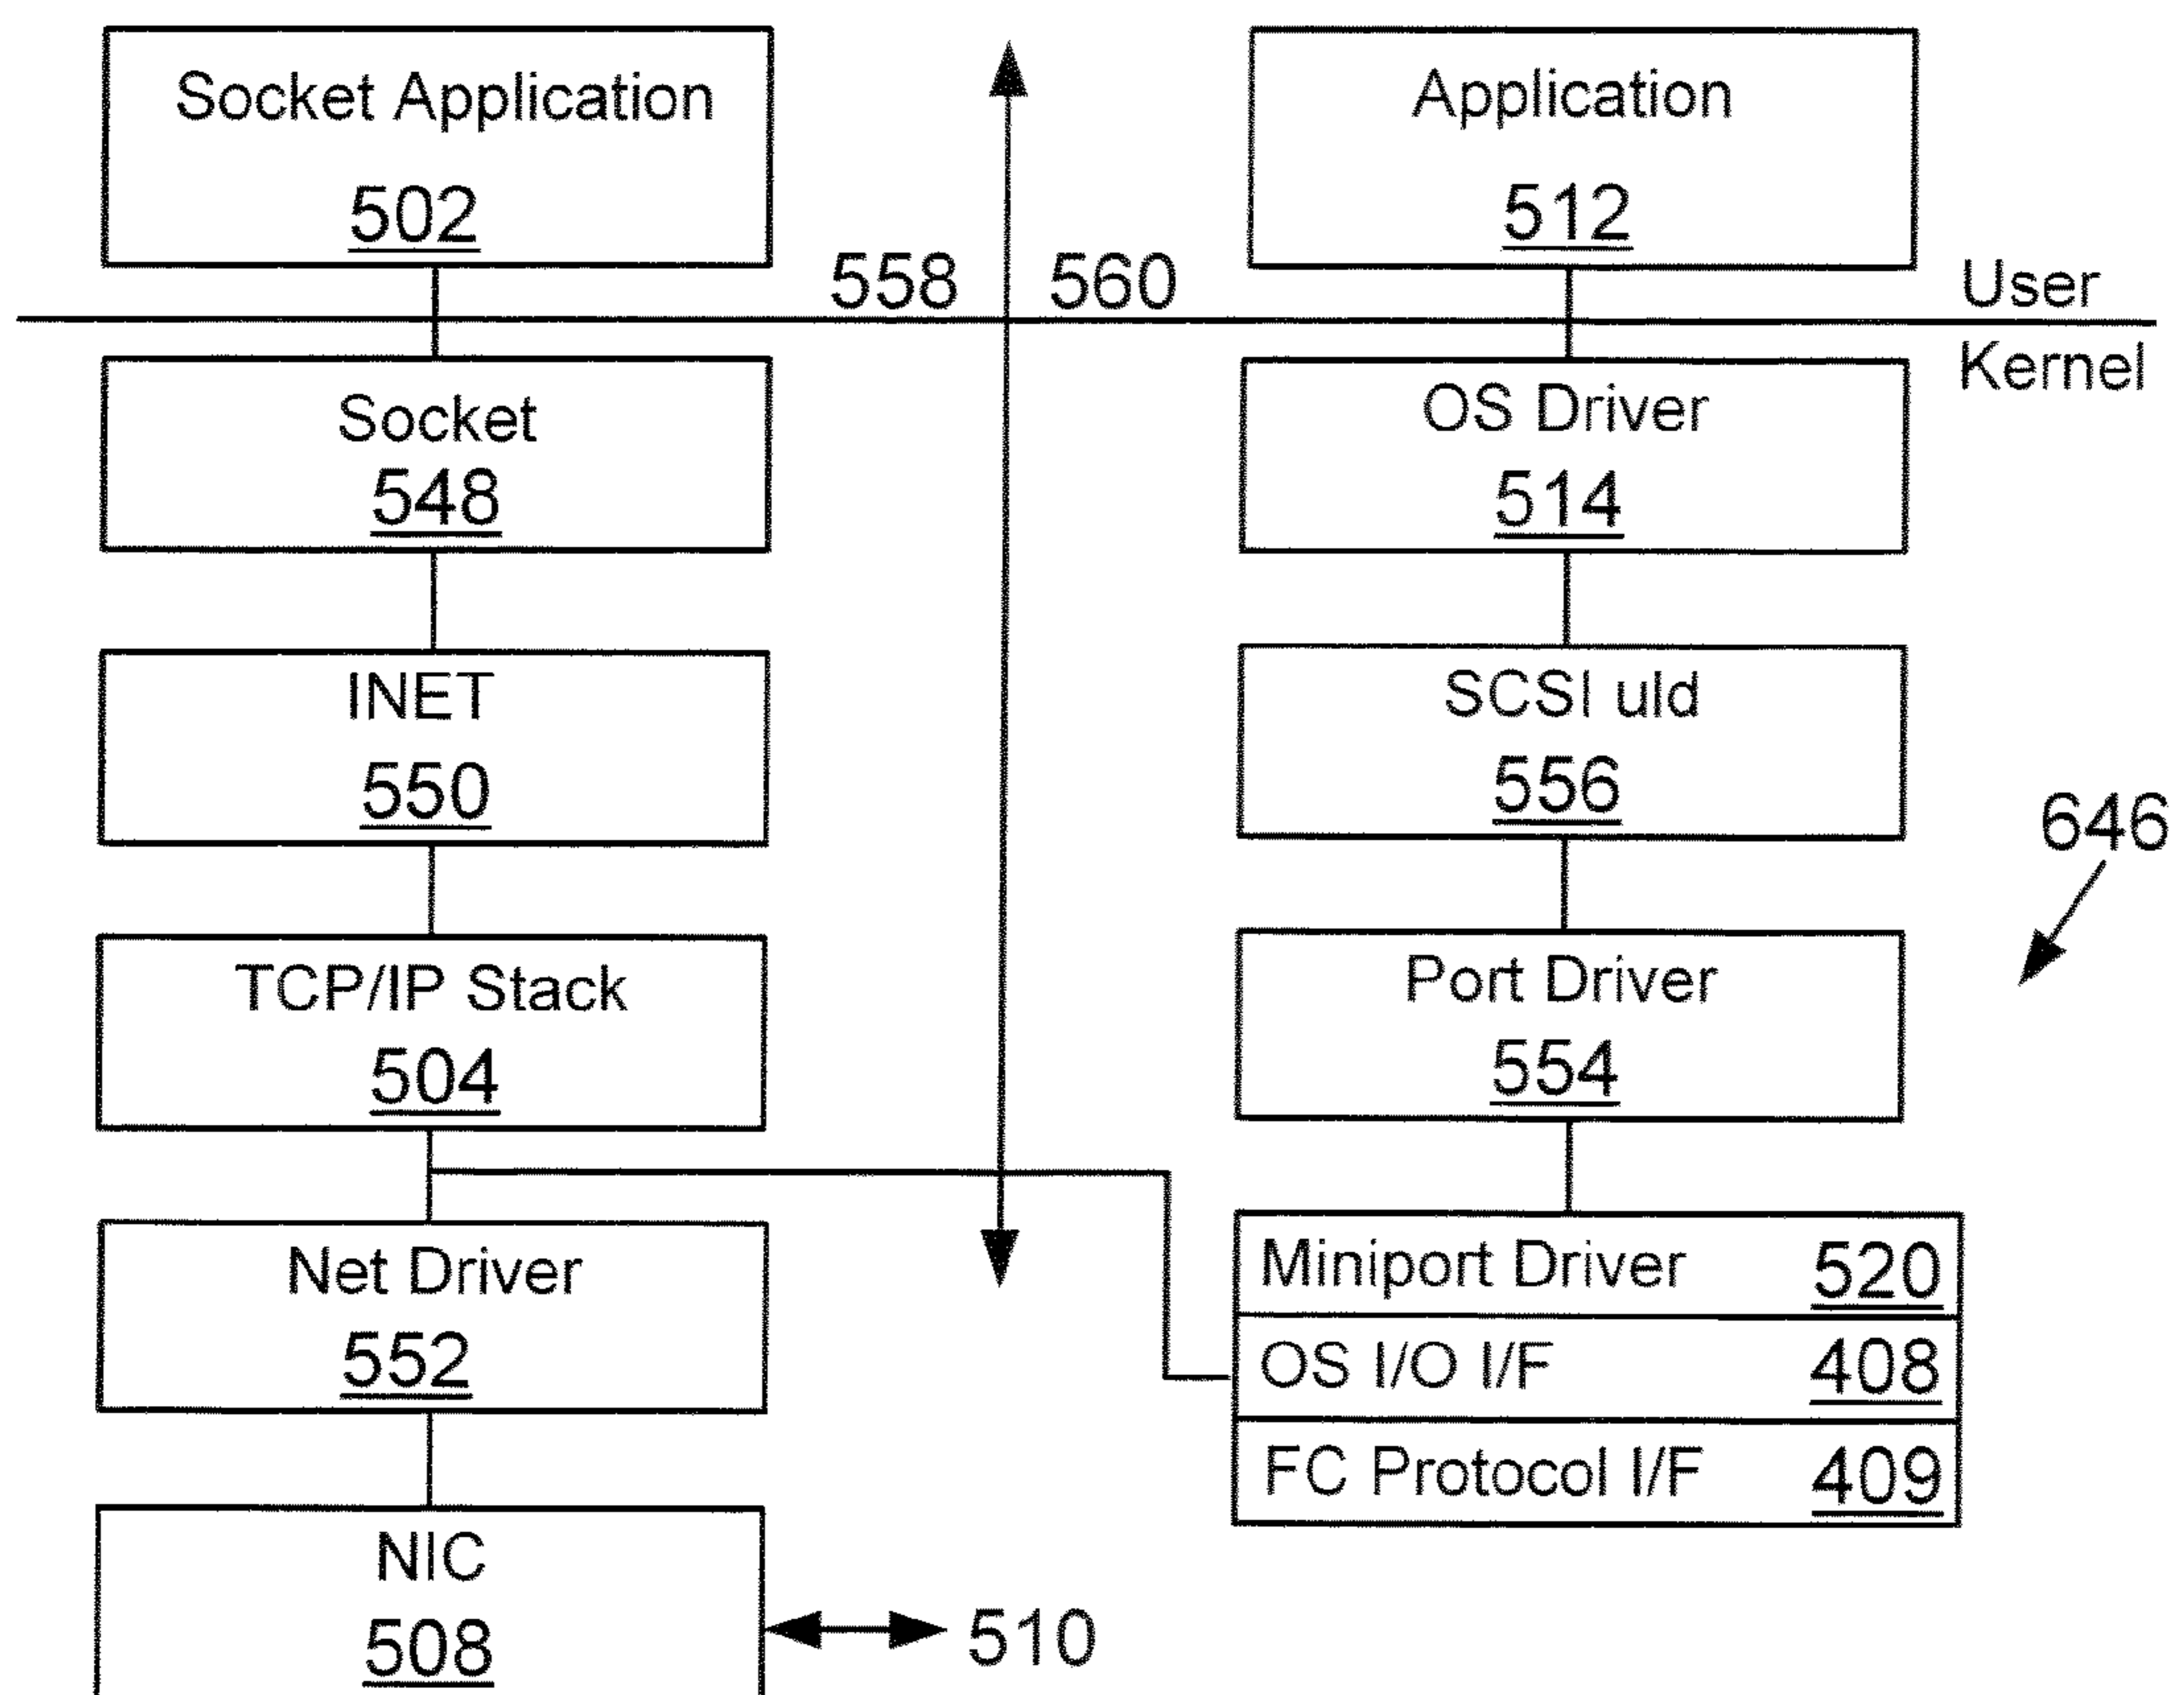 Socket Application
502
Application
512
558
560
User
Kernel
Socket
548
OS Driver
514
INET
550
SCSI uld
556
646
TCP/IP Stack
504
Port Driver
554
Net Driver
552
Miniport Driver 520
OS I/O I/F 408
FC Protocol I/F 409
NIC
508
510